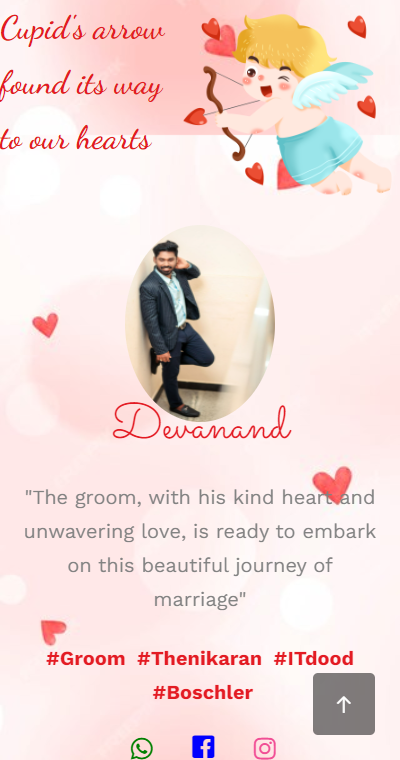 Cupid's arrow
found its way
to our hearts
Devanand
"The groom, with his kind heart and
unwavering love, is ready to embark
on this beautiful journey of
marriage"
#Groom #Thenikaran #ITdood
#Boschler